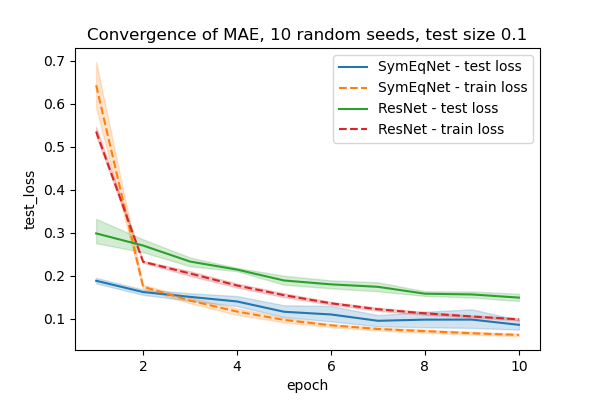 Convergence of MAE, 10 random seeds, test size 0.1
SymEqNet - test loss
SymEqNet - train loss
ResNet - test loss
ResNet - train loss
0.7
0.6
0.5
0.4
0.3
0.2
0.1
test_loss
2 4 6 8 10
epoch